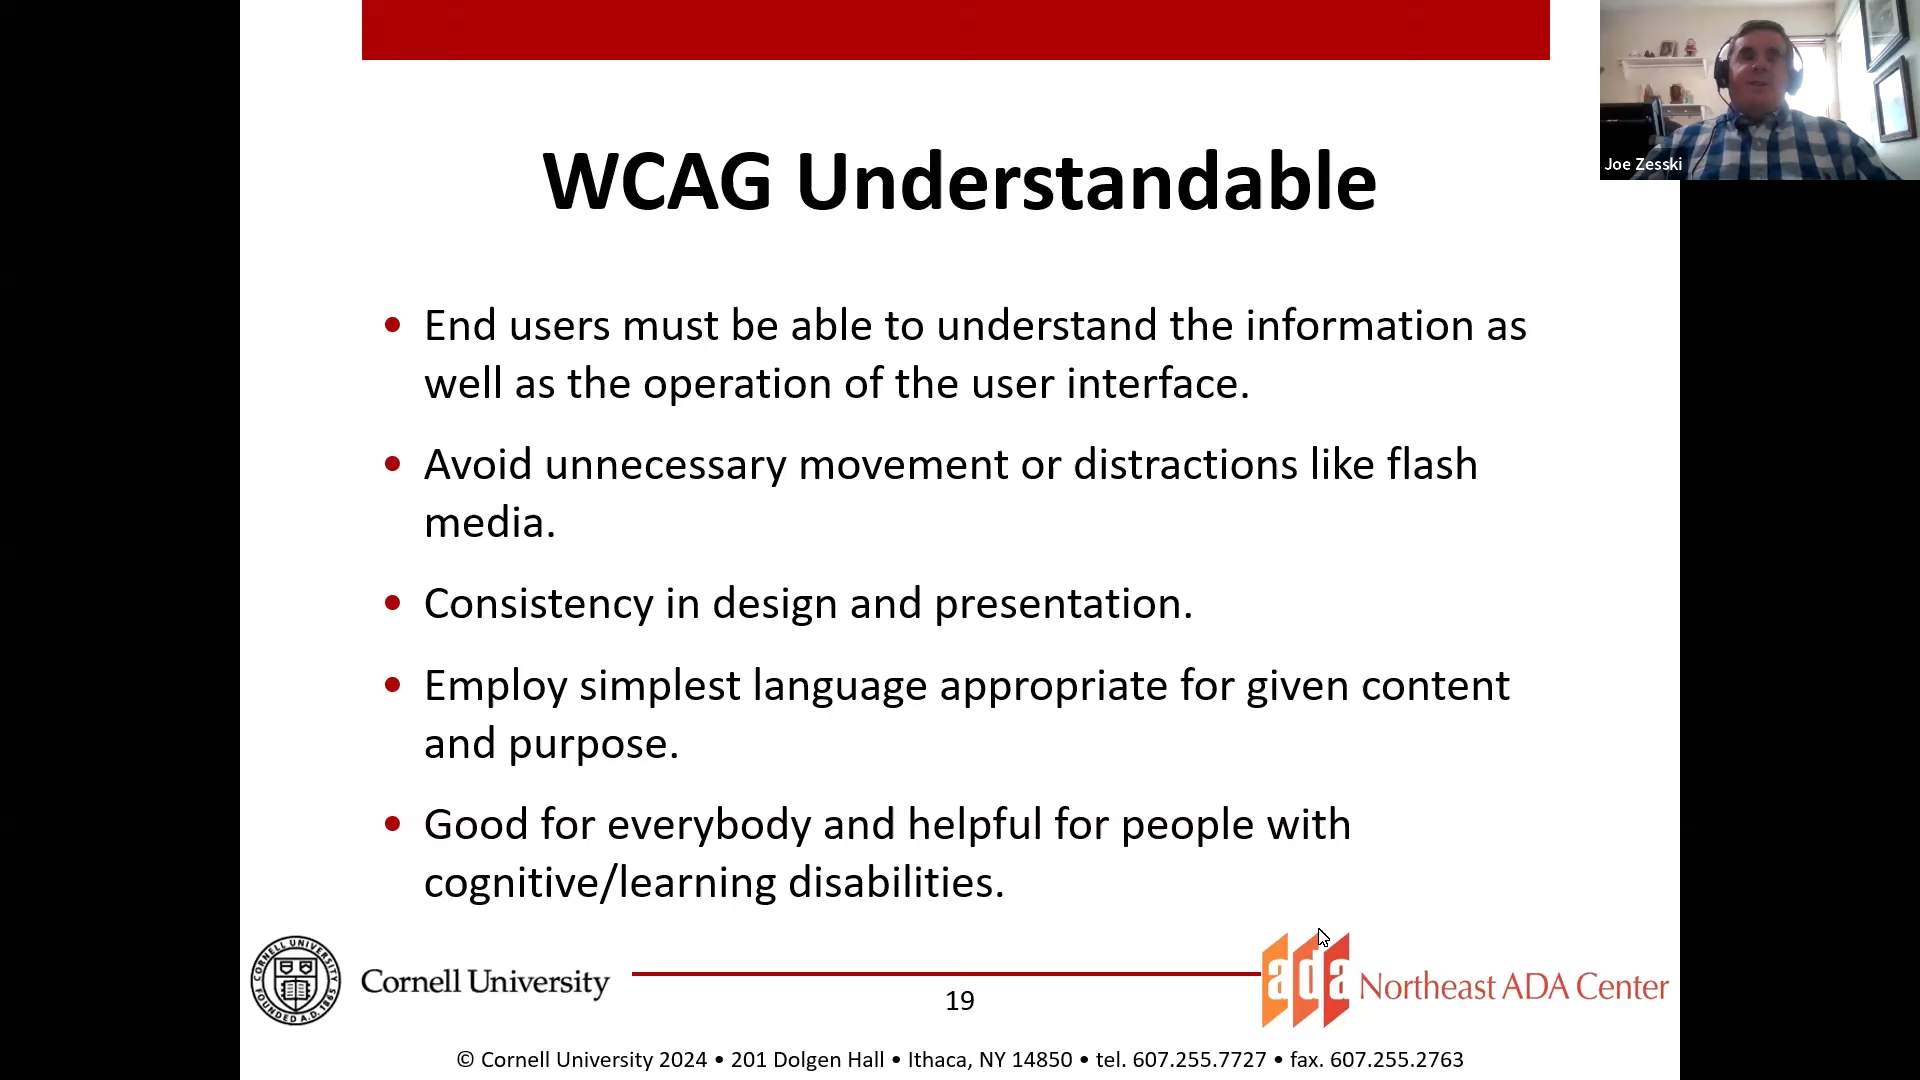 WCAG Understandable
• End users must be able to understand the information as
well as the operation of the user interface.
• Avoid unnecessary movement or distractions like flash
media.
• Consistency in design and presentation.
• Employ simplest language appropriate for given content
and purpose.
• Good for everybody and helpful for people with
cognitive/learning disabilities.
Joe Zesski
CORNELL UNIVERSITY
FOUNDED A.D. 1865
Cornell University
19
ada
Northeast ADA Center
© Cornell University 2024 • 201 Dolgen Hall • Ithaca, NY 14850 • tel. 607.255.7727 • fax. 607.255.2763